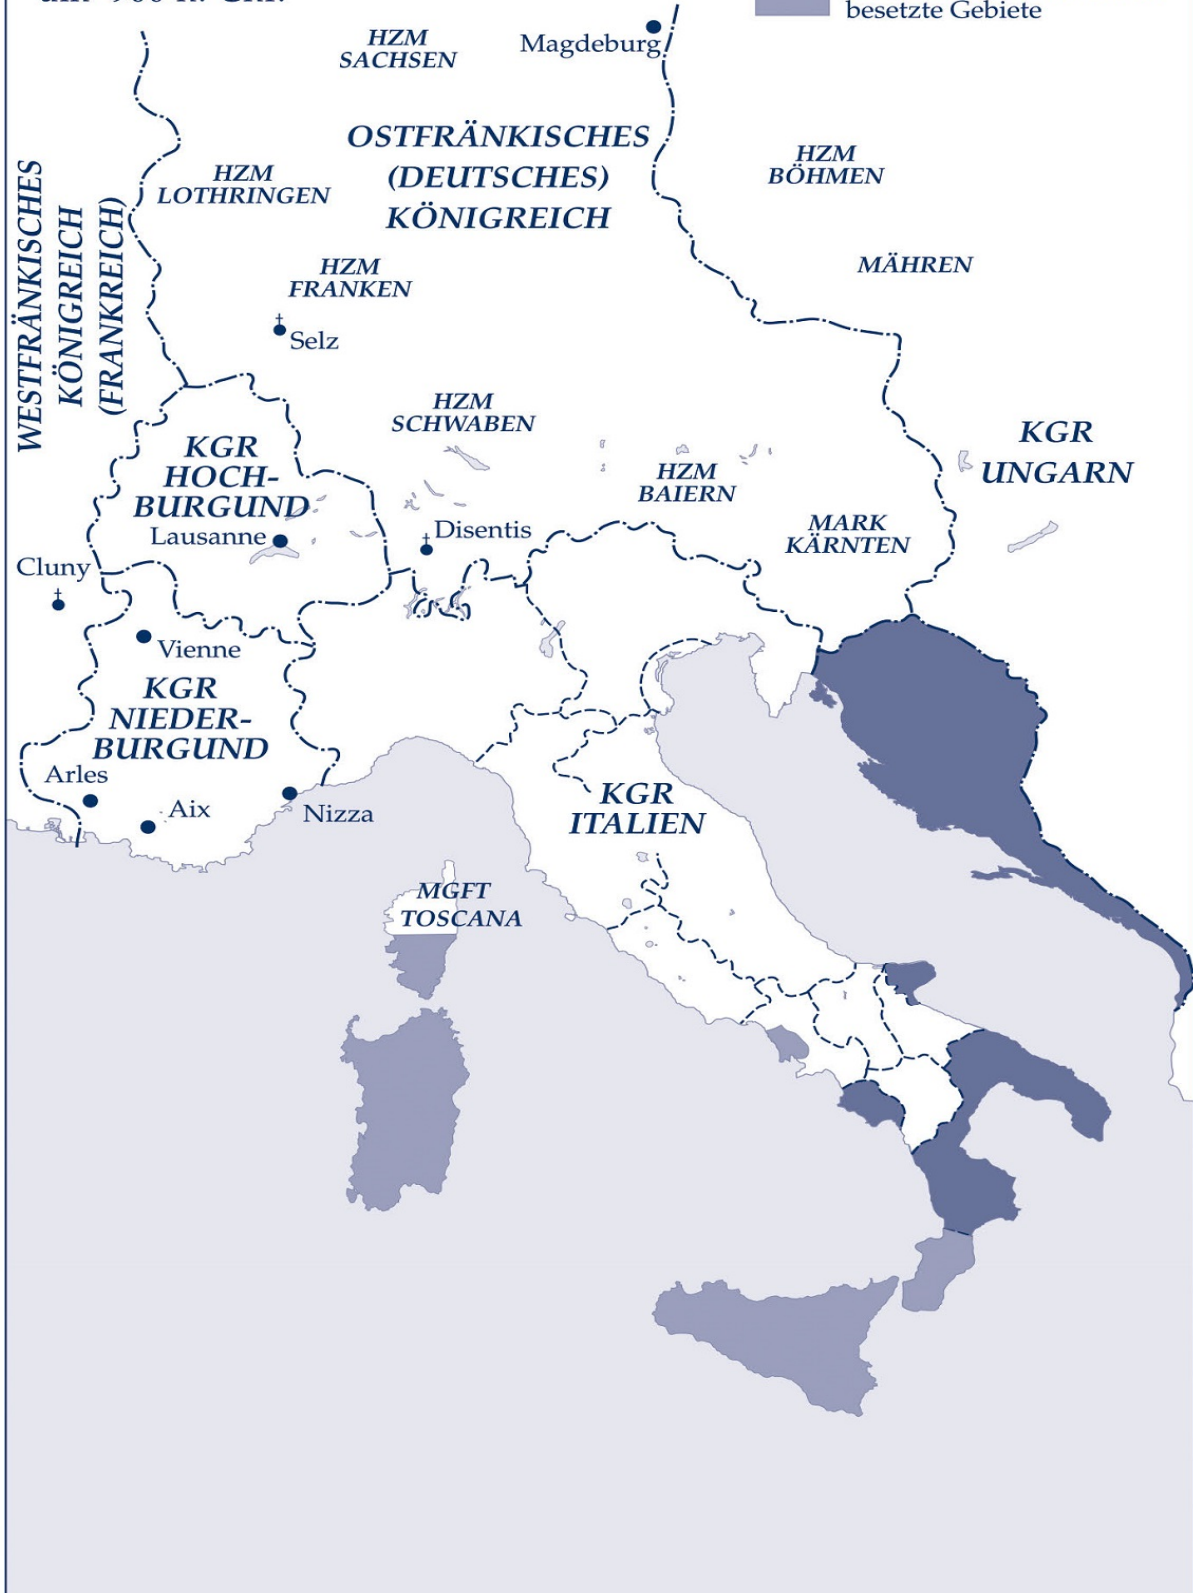 besetzte Gebiete
HZM
SACHSEN
Magdeburg
OSTFRÄNKISCHES
(DEUTSCHES)
KÖNIGREICH
HZM
BÖHMEN
HZM
LOTHRINGEN
WESTFRÄNKISCHES
KÖNIGREICH
(FRANKREICH)
MÄHREN
HZM
FRANKEN
Selz
HZM
SCHWABEN
KGR
HOCH-
BURGUND
Lausanne
KGR
UNGARN
HZM
BAIERN
MARK
KÄRNTEN
Disentis
Cluny
Vienne
KGR
NIEDER-
BURGUND
Arles
Aix
Nizza
KGR
ITALIEN
MGFT
TOSCANA